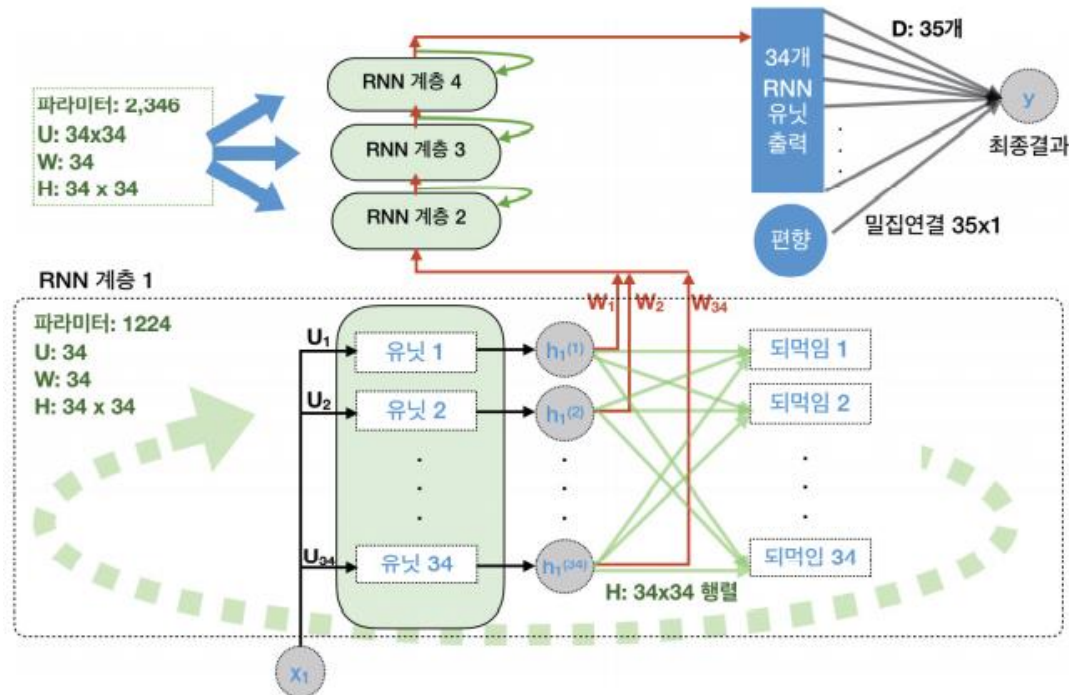 RNN 계층 4
RNN 계층 3
RNN 계층 2
파라미터: 2,346
U: 34x34
W: 34
H: 34 x 34
34개
RNN
유닛
출력
.
.
.
D: 35개
y
최종결과
편향
밀집연결 35x1
RNN 계층 1
파라미터: 1224
U: 34
W: 34
H: 34 x 34
W1
W2
W34
U1
유닛 1
h1(1)
되먹임 1
U2
유닛 2
h1(2)
되먹임 2
.
.
.
.
.
.
.
.
.
U34
유닛 34
h1(34)
되먹임 34
H: 34x34 행렬
x1